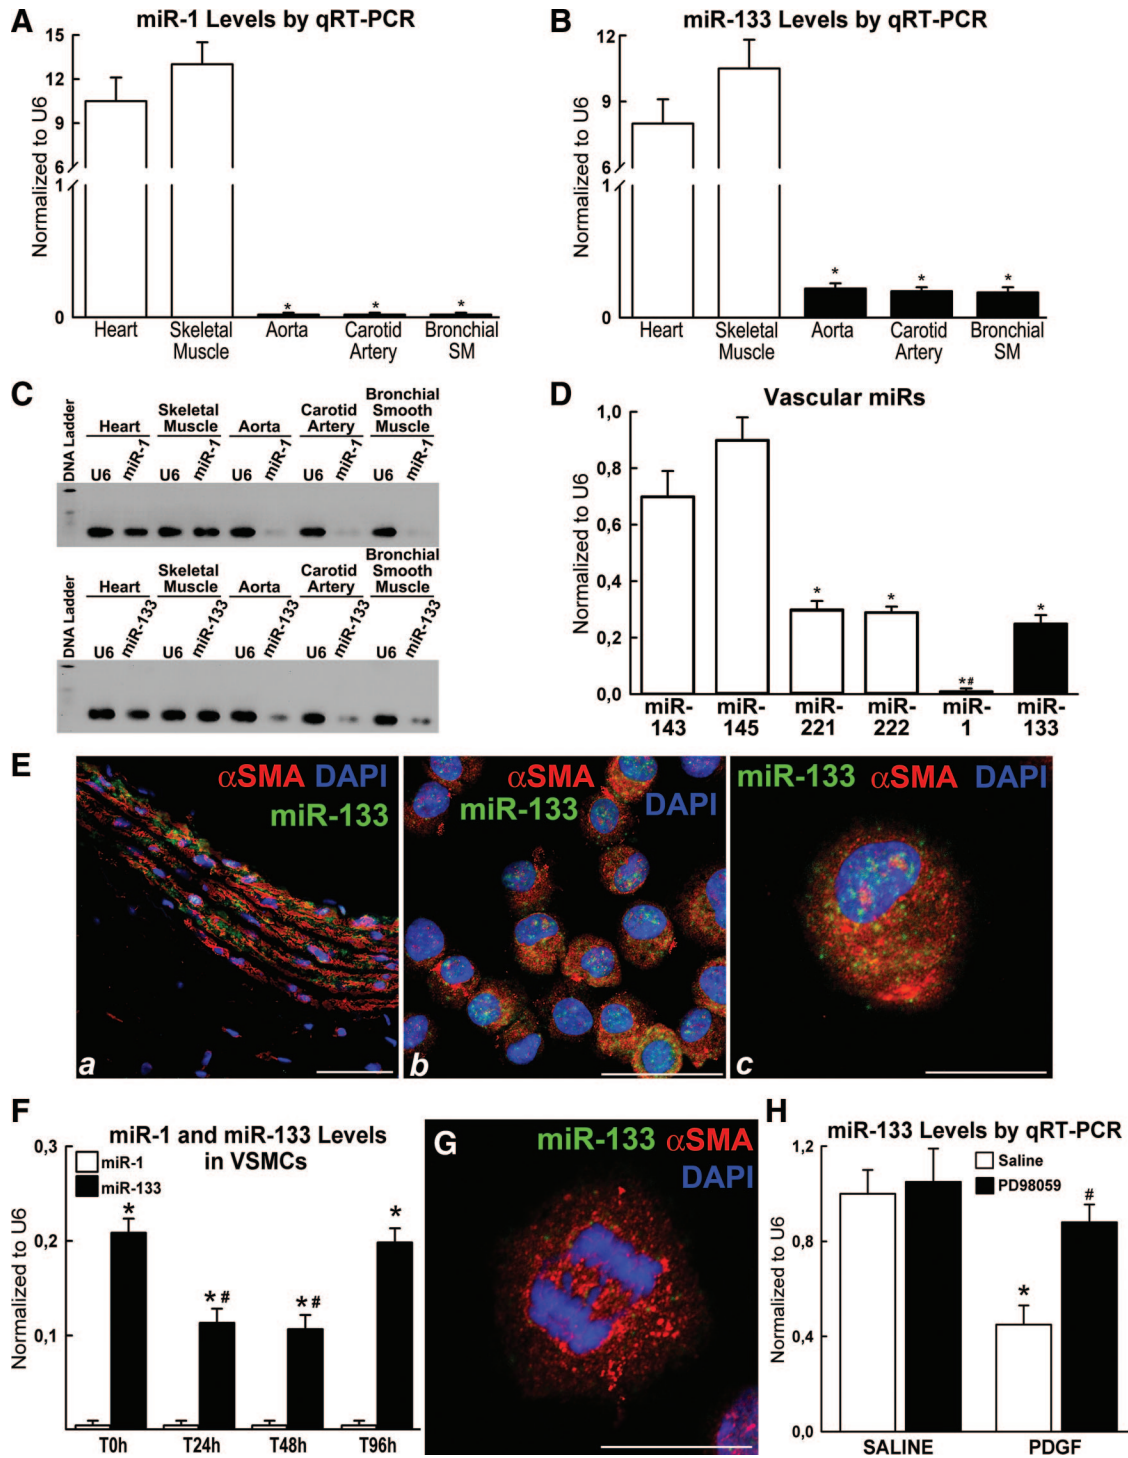 A
miR-1 Levels by qRT-PCR
Normalized to U6
15
12
9
6
1
0
* * *
Heart Skeletal Muscle Aorta Carotid Artery Bronchial SM
B
miR-133 Levels by qRT-PCR
Normalized to U6
12
9
6
1
0
* * *
Heart Skeletal Muscle Aorta Carotid Artery Bronchial SM
C
DNA Ladder
Heart Skeletal Muscle Aorta Carotid Artery Bronchial Smooth Muscle
U6 miR-1 U6 miR-1 U6 miR-1 U6 miR-1 U6 miR-1
DNA Ladder
Heart Skeletal Muscle Aorta Carotid Artery Bronchial Smooth Muscle
U6 miR-133 U6 miR-133 U6 miR-133 U6 miR-133 U6 miR-133
D
Vascular miRs
Normalized to U6
1,0
0,8
0,6
0,4
0,2
0,0
* * *# *
miR-143 miR-145 miR-221 miR-222 miR-1 miR-133
E
αSMA DAPI
miR-133
a
αSMA
miR-133 DAPI
b
miR-133 αSMA DAPI
c
F
miR-1 and miR-133 Levels
in VSMCs
Normalized to U6
0,3
0,2
0,1
miR-1
miR-133
* *# *# *
T0h T24h T48h T96h
G
miR-133 αSMA
DAPI
H
miR-133 Levels by qRT-PCR
Normalized to U6
1,2
0,8
0,4
0,0
Saline
PD98059
* #
SALINE PDGF